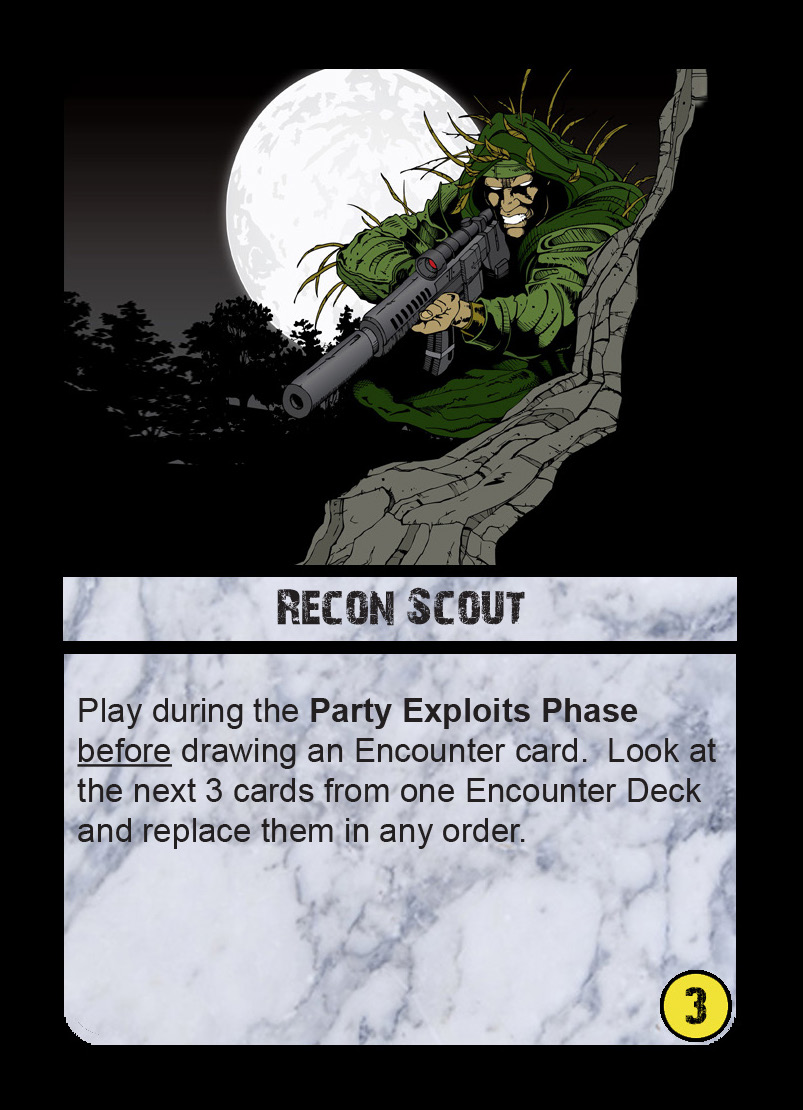 Recon Scout
Play during the Party Exploits Phase
before drawing an Encounter card.  Look at
the next 3 cards from one Encounter Deck
and replace them in any order.
3